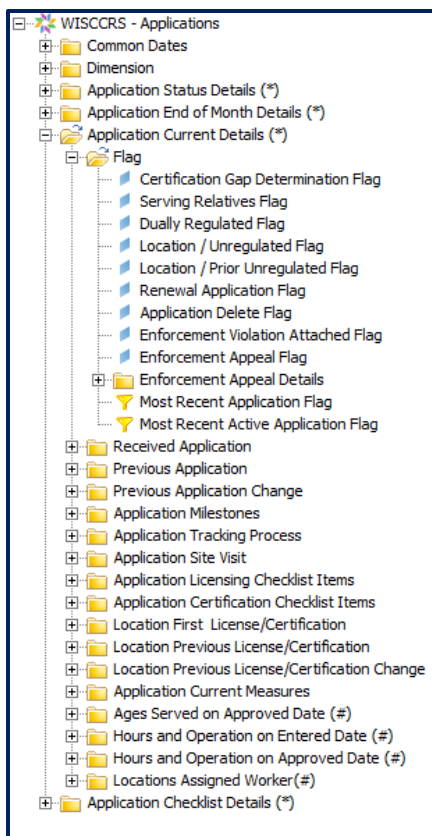 WISCCRS - Applications
Common Dates
Dimension
Application Status Details (*)
Application End of Month Details (*)
Application Current Details (*)
Flag
Certification Gap Determination Flag
Serving Relatives Flag
Dually Regulated Flag
Location / Unregulated Flag
Location / Prior Unregulated Flag
Renewal Application Flag
Application Delete Flag
Enforcement Violation Attached Flag
Enforcement Appeal Flag
Enforcement Appeal Details
Most Recent Application Flag
Most Recent Active Application Flag
Received Application
Previous Application
Previous Application Change
Application Milestones
Application Tracking Process
Application Site Visit
Application Licensing Checklist Items
Application Certification Checklist Items
Location First License/Certification
Location Previous License/Certification
Location Previous License/Certification Change
Application Current Measures
Ages Served on Approved Date (#)
Hours and Operation on Entered Date (#)
Hours and Operation on Approved Date (#)
Locations Assigned Worker(#)
Application Checklist Details (*)